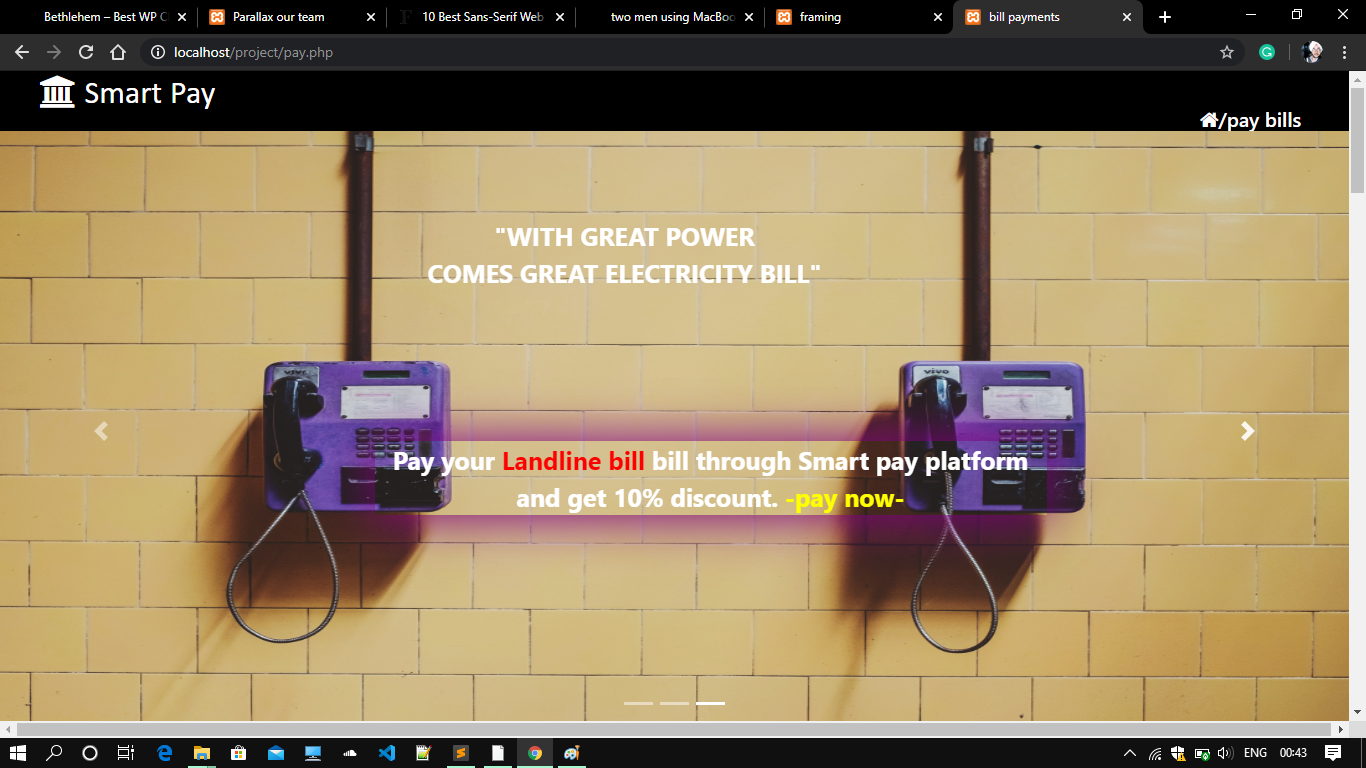 Bethlehem – Best WP C
Parallax our team
10 Best Sans-Serif Web
two men using MacBoo
framing
bill payments
localhost/project/pay.php
Smart Pay
/pay bills
"WITH GREAT POWER
COMES GREAT ELECTRICITY BILL"
vivo
vivo
Pay your Landline bill bill through Smart pay platform
and get 10% discount. -pay now-
ENG
00:43